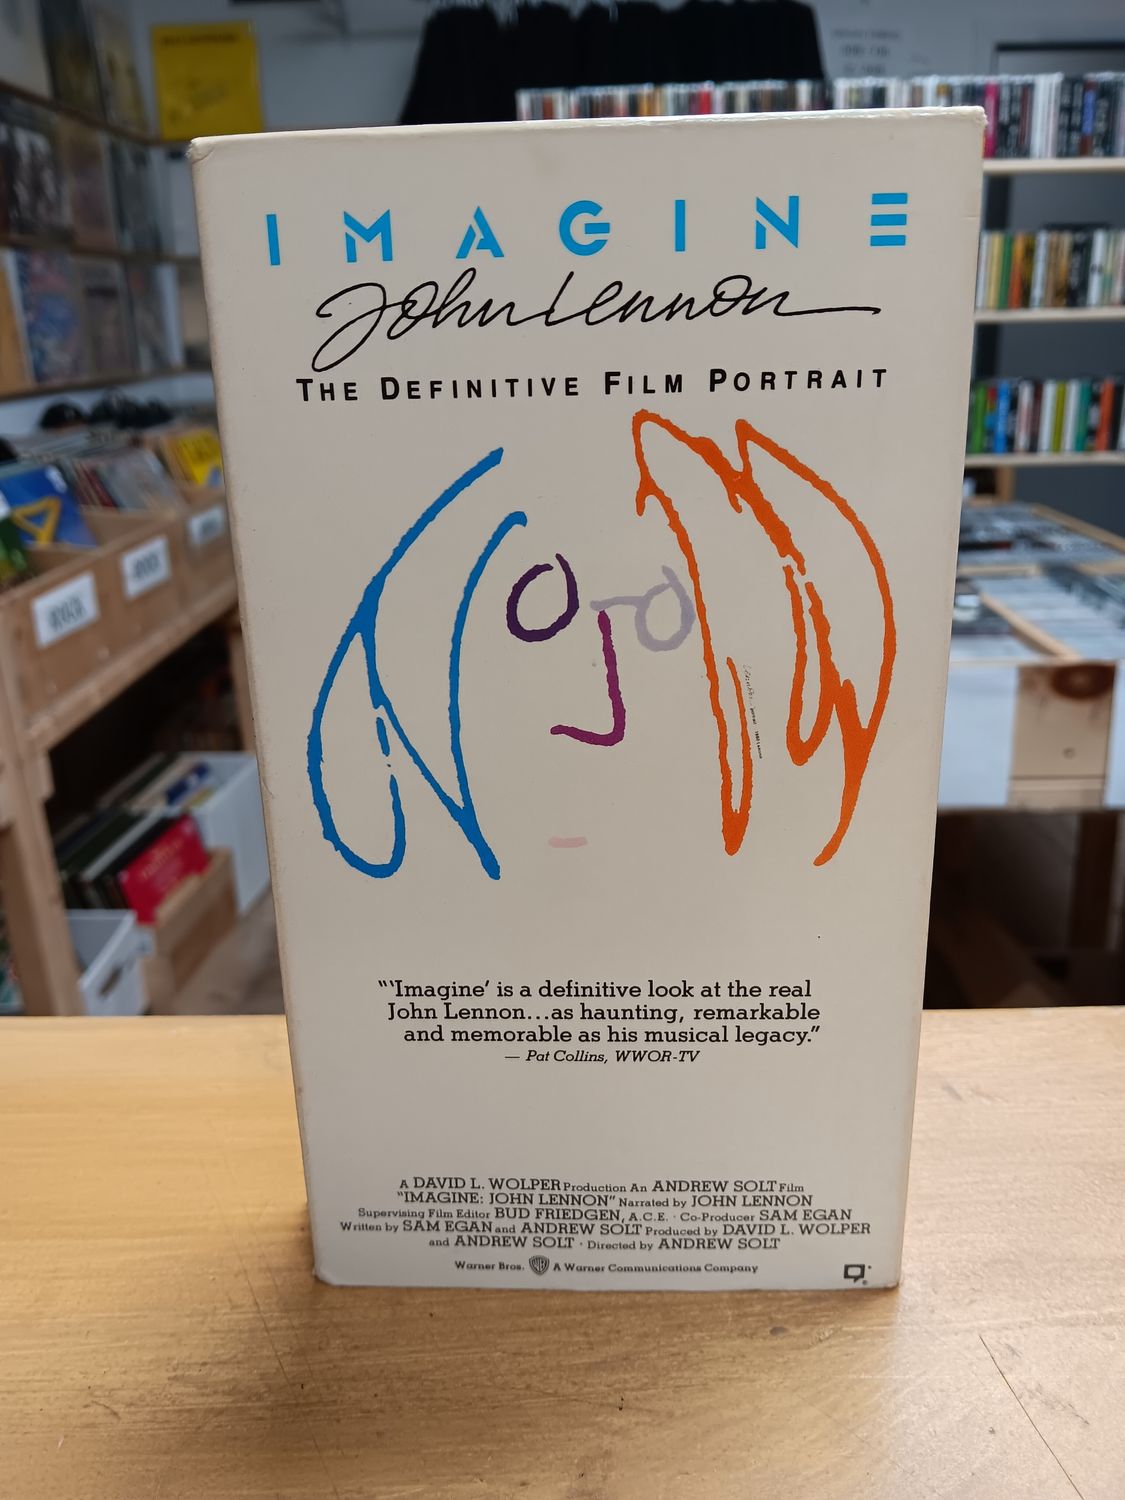 IMAGINE
John Lennon
THE DEFINITIVE FILM PORTRAIT
“‘Imagine’ is a definitive look at the real
John Lennon...as haunting, remarkable
and memorable as his musical legacy.”
— Pat Collins, WWOR-TV
A DAVID L. WOLPER Production An ANDREW SOLT Film
“IMAGINE: JOHN LENNON” Narrated by JOHN LENNON
Supervising Film Editor BUD FRIEDGEN, A.C.E. · Co-Producer SAM EGAN
Written by SAM EGAN and ANDREW SOLT Produced by DAVID L. WOLPER
and ANDREW SOLT · Directed by ANDREW SOLT
Warner Bros. A Warner Communications Company